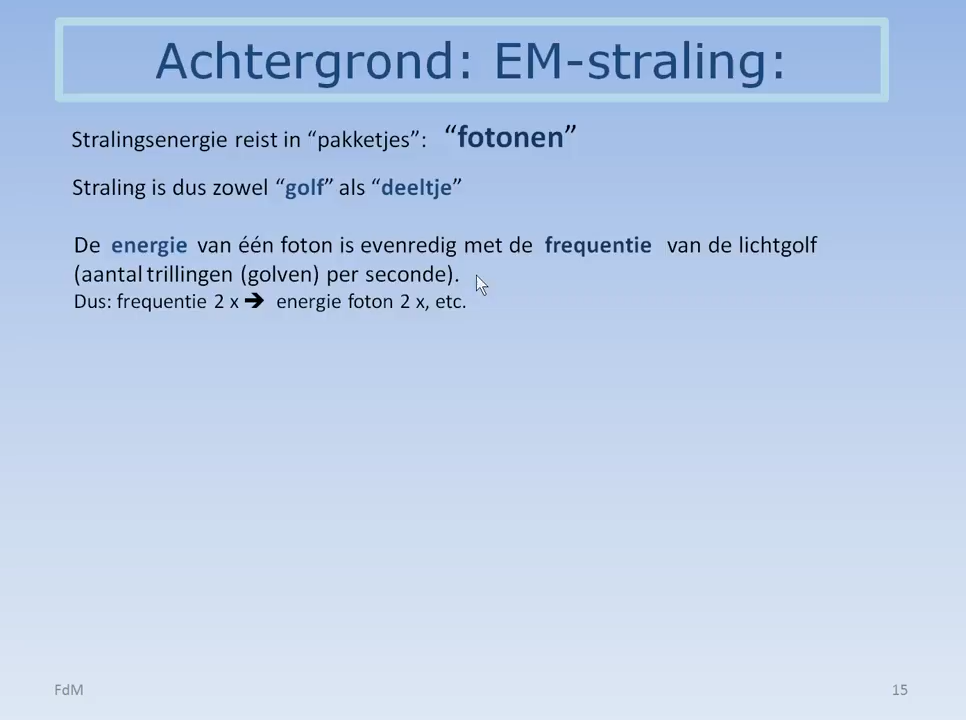 Achtergrond: EM-straling:
Stralingsenergie reist in “pakketjes”: “fotonen”
Straling is dus zowel “golf” als “deeltje”
De energie van één foton is evenredig met de frequentie van de lichtgolf
(aantal trillingen (golven) per seconde).
Dus: frequentie 2 x ➔ energie foton 2 x, etc.
FdM
15